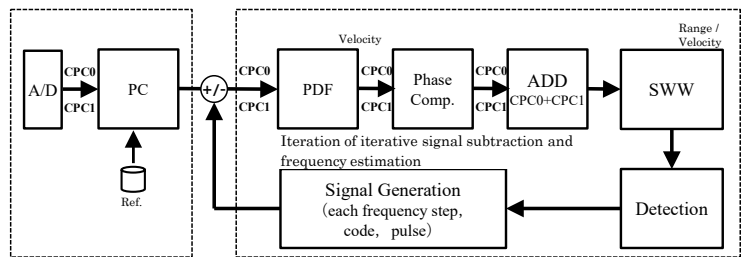 Velocity
Range /
Velocity
A/D
CPC0
CPC1
PC
+/-
CPC0
CPC1
PDF
CPC0
CPC1
Phase
Comp.
CPC0
CPC1
ADD
CPC0+CPC1
SWW
Ref.
Iteration of iterative signal subtraction and
frequency estimation
Signal Generation
(each frequency step,
code, pulse)
Detection